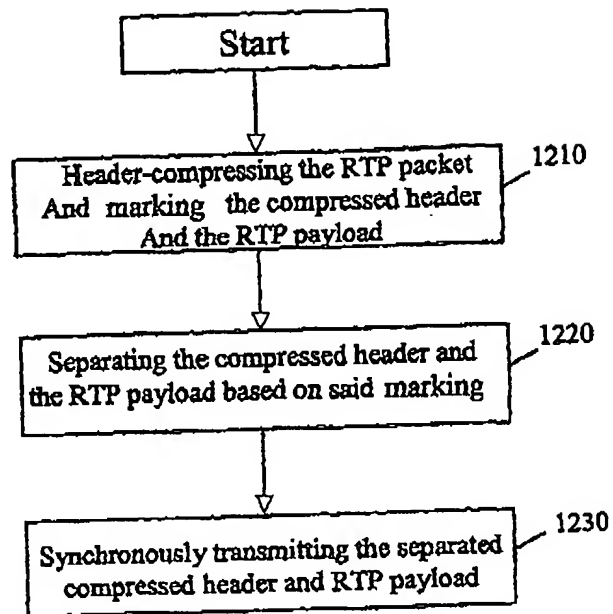 Start
Header-compressing the RTP packet
And marking the compressed header
And the RTP payload
1210
Separating the compressed header and
the RTP payload based on said marking
1220
Synchronously transmitting the separated
compressed header and RTP payload
1230